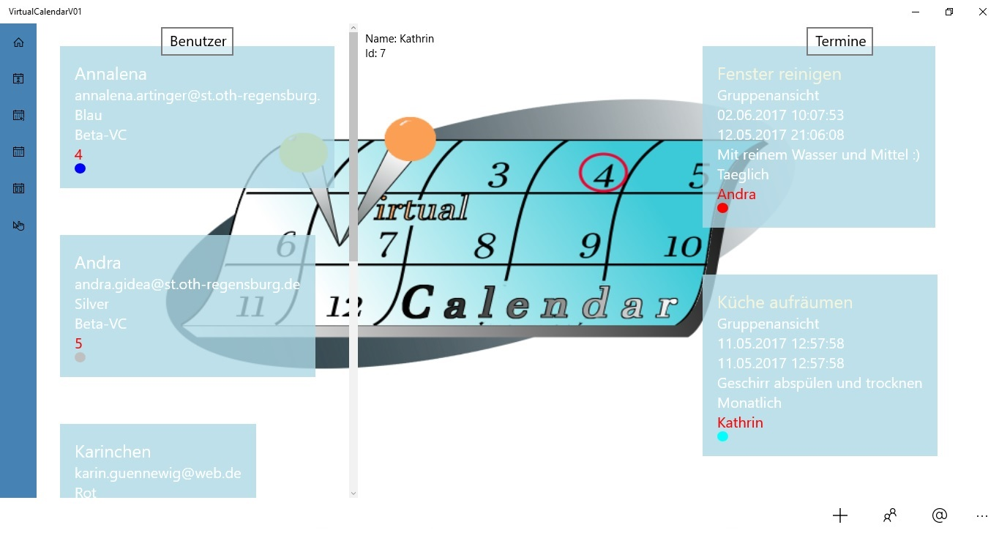 VirtualCalendarV01
Benutzer
Annalena
annalena.artinger@st.oth-regensburg.
Blau
Beta-VC
4
Andra
andra.gidea@st.oth-regensburg.de
Silver
Beta-VC
5
Karinchen
karin.guennewig@web.de
Rot
Name: Kathrin
Id: 7
3 4 5
irtual
6 7 8 9 10
11 12 Calendar
Termine
Fenster reinigen
Gruppenansicht
02.06.2017 10:07:53
12.05.2017 21:06:08
Mit reinem Wasser und Mittel :)
Taeglich
Andra
Küche aufräumen
Gruppenansicht
11.05.2017 12:57:58
11.05.2017 12:57:58
Geschirr abspülen und trocknen
Monatlich
Kathrin